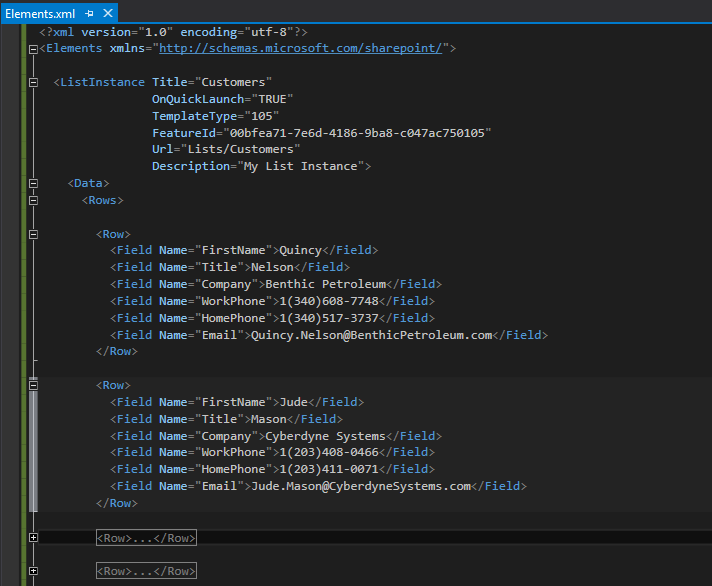 Elements.xml
<?xml version="1.0" encoding="utf-8"?>
<Elements xmlns="http://schemas.microsoft.com/sharepoint/">
<ListInstance Title="Customers"
OnQuickLaunch="TRUE"
TemplateType="105"
FeatureId="00bfea71-7e6d-4186-9ba8-c047ac750105"
Url="Lists/Customers"
Description="My List Instance">
<Data>
<Rows>
<Row>
<Field Name="FirstName">Quincy</Field>
<Field Name="Title">Nelson</Field>
<Field Name="Company">Benthic Petroleum</Field>
<Field Name="WorkPhone">1(340)608-7748</Field>
<Field Name="HomePhone">1(340)517-3737</Field>
<Field Name="Email">Quincy.Nelson@BenthicPetroleum.com</Field>
</Row>
<Row>
<Field Name="FirstName">Jude</Field>
<Field Name="Title">Mason</Field>
<Field Name="Company">Cyberdyne Systems</Field>
<Field Name="WorkPhone">1(203)408-0466</Field>
<Field Name="HomePhone">1(203)411-0071</Field>
<Field Name="Email">Jude.Mason@CyberdyneSystems.com</Field>
</Row>
<Row>...</Row>
<Row>...</Row>